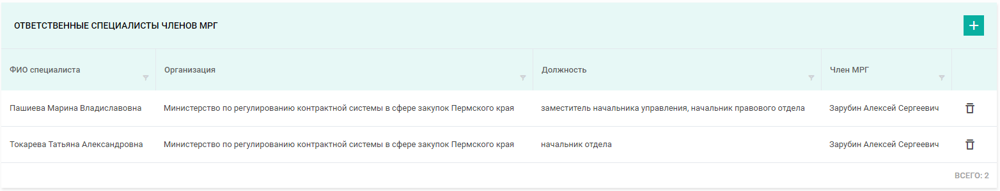 ОТВЕТСТВЕННЫЕ СПЕЦИАЛИСТЫ ЧЛЕНОВ МРГ
ФИО специалиста Организация Должность Член МРГ
Пашиева Марина Владиславовна Министерство по регулированию контрактной системы в сфере закупок Пермского края заместитель начальника управления, начальник правового отдела Зарубин Алексей Сергеевич
Токарева Татьяна Александровна Министерство по регулированию контрактной системы в сфере закупок Пермского края начальник отдела Зарубин Алексей Сергеевич
ВСЕГО: 2